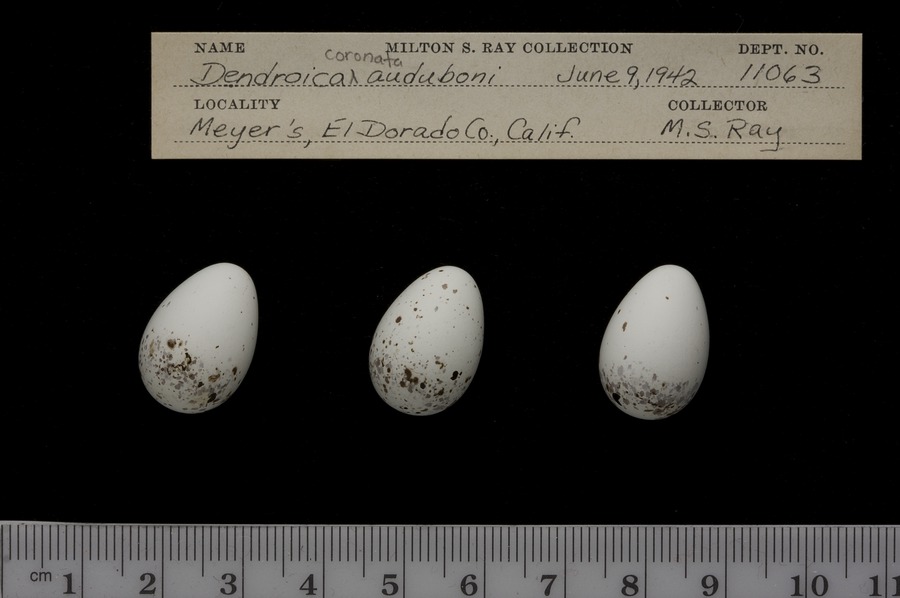 NAME MILTON S. RAY COLLECTION DEPT. NO.
coronata
Dendroica ʌ auduboni June 9, 1942 11063
LOCALITY COLLECTOR
Meyer's, El Dorado Co., Calif. M.S. Ray
cm 1 2 3 4 5 6 7 8 9 10 11